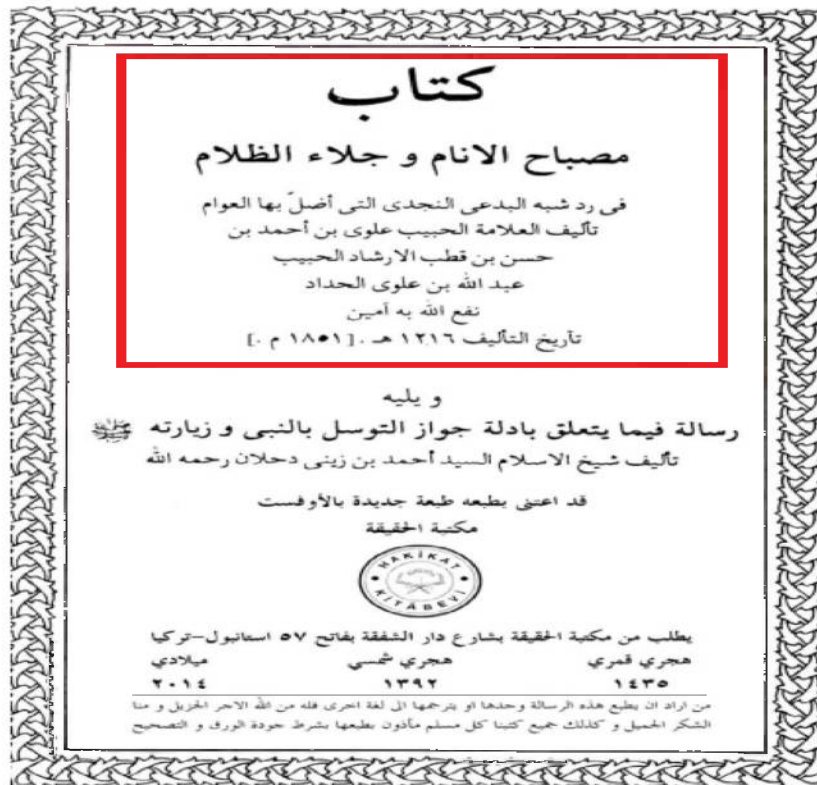 كتاب
مصباح الانام و جلاء الظلام
فى رد شبه البدعى النجدى التى أضلّ بها العوام
تأليف العلامة الحبيب علوى بن أحمد بن
حسن بن قطب الارشاد الحبيب
عبد الله بن علوى الحداد
نفع الله به آمين
تأريخ التأليف ١٢١٦ هـ . [١٨٥١ م .]
و يليه
رسالة فيما يتعلق بادلة جواز التوسل بالنبى و زيارته ﷺ
تأليف شيخ الاسلام السيد أحمد بن زينى دحلان رحمه الله
قد اعتنى بطبعه طبعة جديدة بالأوفست
مكتبة الحقيقة
HAKİKAT
KİTABEVİ
يطلب من مكتبة الحقيقة بشارع دار الشفقة بفاتح ٥٧ استانبول-تركيا
هجري قمري هجري شمسي ميلادي
١٤٣٥ ١٣٩٢ ٢٠١٤
من اراد ان يطبع هذه الرسالة وحدها او يترجمها الى لغة اخرى فله من الله الاجر الجزيل و منا
الشكر الجميل و كذلك جميع كتبنا كل مسلم مأذون بطبعها بشرط جودة الورق و التصحيح